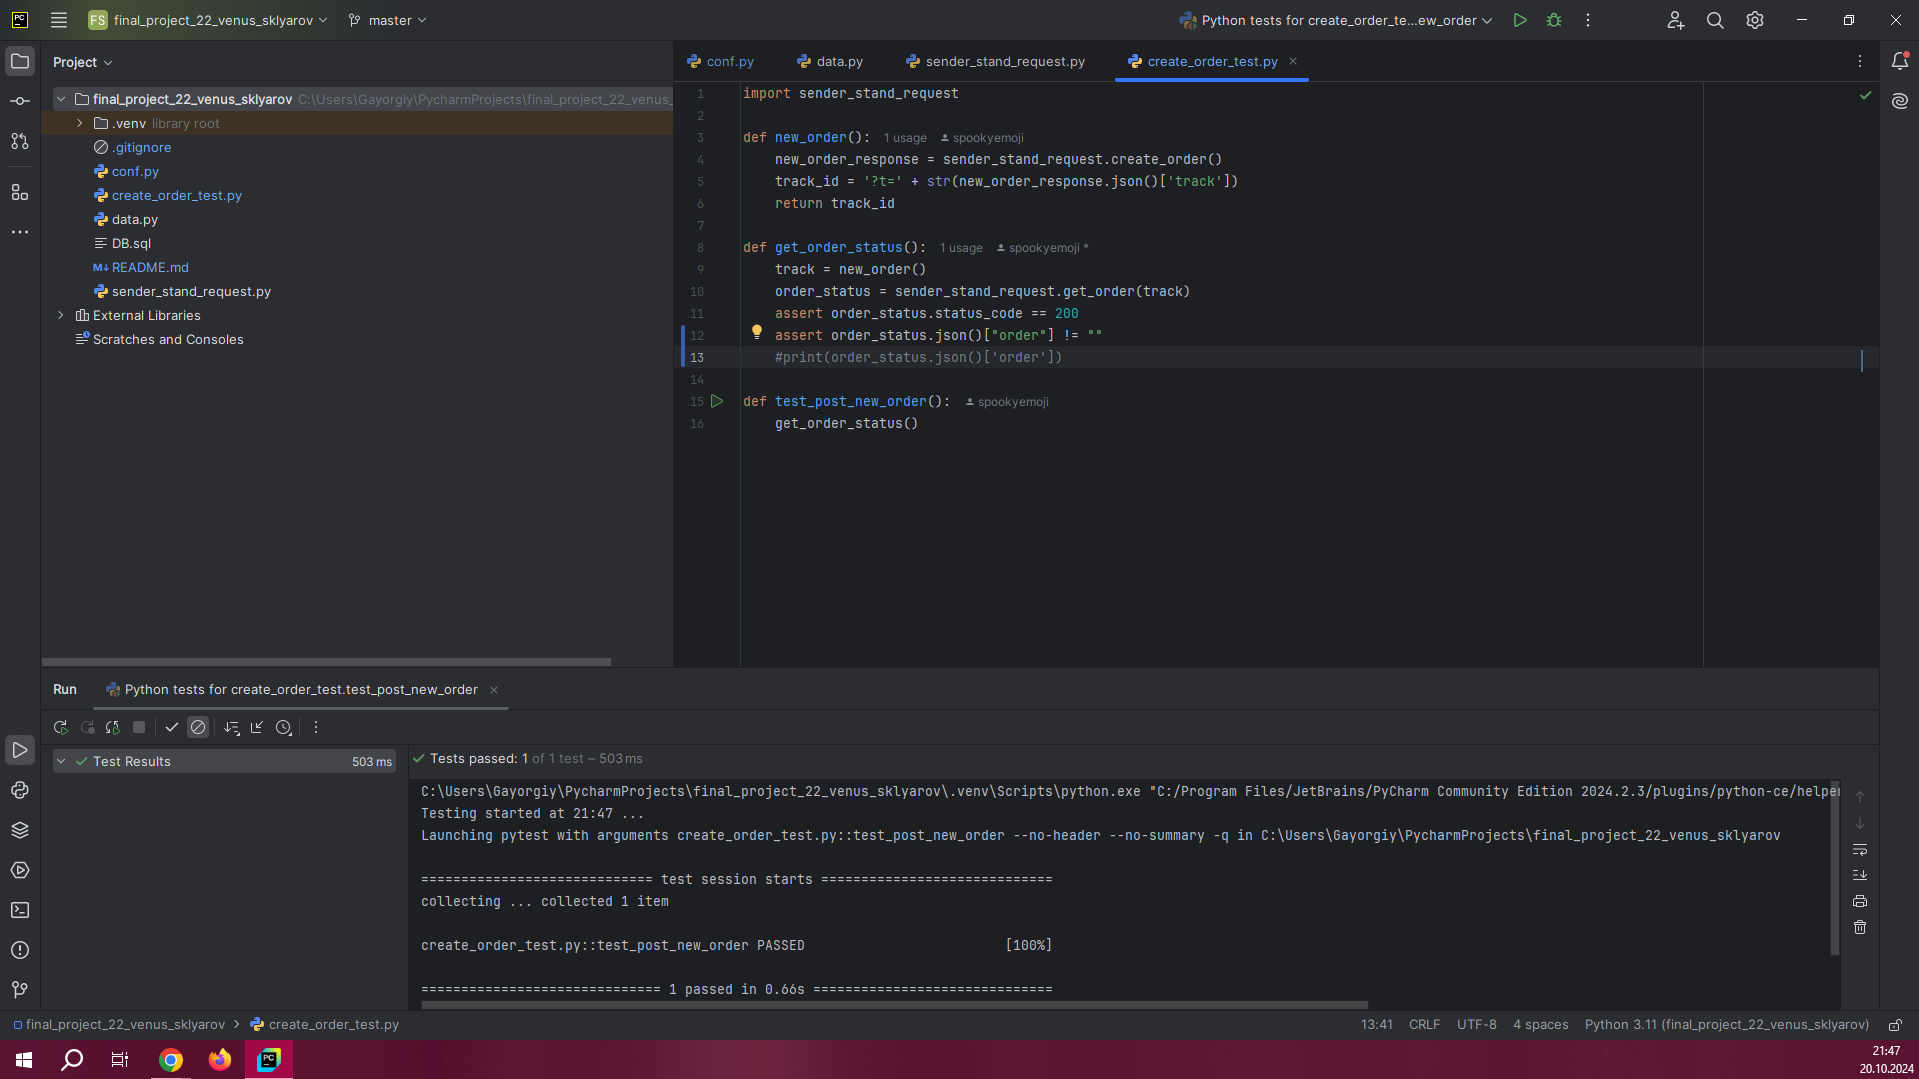 PC
FS final_project_22_venus_sklyarov
master
Python tests for create_order_te...ew_order
Project
final_project_22_venus_sklyarov C:\Users\Gayorgiy\PycharmProjects\final_project_22_venus_
.venv library root
.gitignore
conf.py
create_order_test.py
data.py
DB.sql
M↓ README.md
sender_stand_request.py
External Libraries
Scratches and Consoles
conf.py
data.py
sender_stand_request.py
create_order_test.py
1 import sender_stand_request
2
3 def new_order(): 1 usage spookyemoji
4 new_order_response = sender_stand_request.create_order()
5 track_id = '?t=' + str(new_order_response.json()['track'])
6 return track_id
7
8 def get_order_status(): 1 usage spookyemoji *
9 track = new_order()
10 order_status = sender_stand_request.get_order(track)
11 assert order_status.status_code == 200
12 assert order_status.json()["order"] != ""
13 #print(order_status.json()['order'])
14
15 def test_post_new_order(): spookyemoji
16 get_order_status()
Run
Python tests for create_order_test.test_post_new_order
Test Results 503 ms
Tests passed: 1 of 1 test – 503 ms
C:\Users\Gayorgiy\PycharmProjects\final_project_22_venus_sklyarov\.venv\Scripts\python.exe "C:/Program Files/JetBrains/PyCharm Community Edition 2024.2.3/plugins/python-ce/helper
Testing started at 21:47 ...
Launching pytest with arguments create_order_test.py::test_post_new_order --no-header --no-summary -q in C:\Users\Gayorgiy\PycharmProjects\final_project_22_venus_sklyarov
============================= test session starts =============================
collecting ... collected 1 item
create_order_test.py::test_post_new_order PASSED [100%]
============================== 1 passed in 0.66s ==============================
final_project_22_venus_sklyarov
create_order_test.py
13:41 CRLF UTF-8 4 spaces Python 3.11 (final_project_22_venus_sklyarov)
PC
21:47
20.10.2024